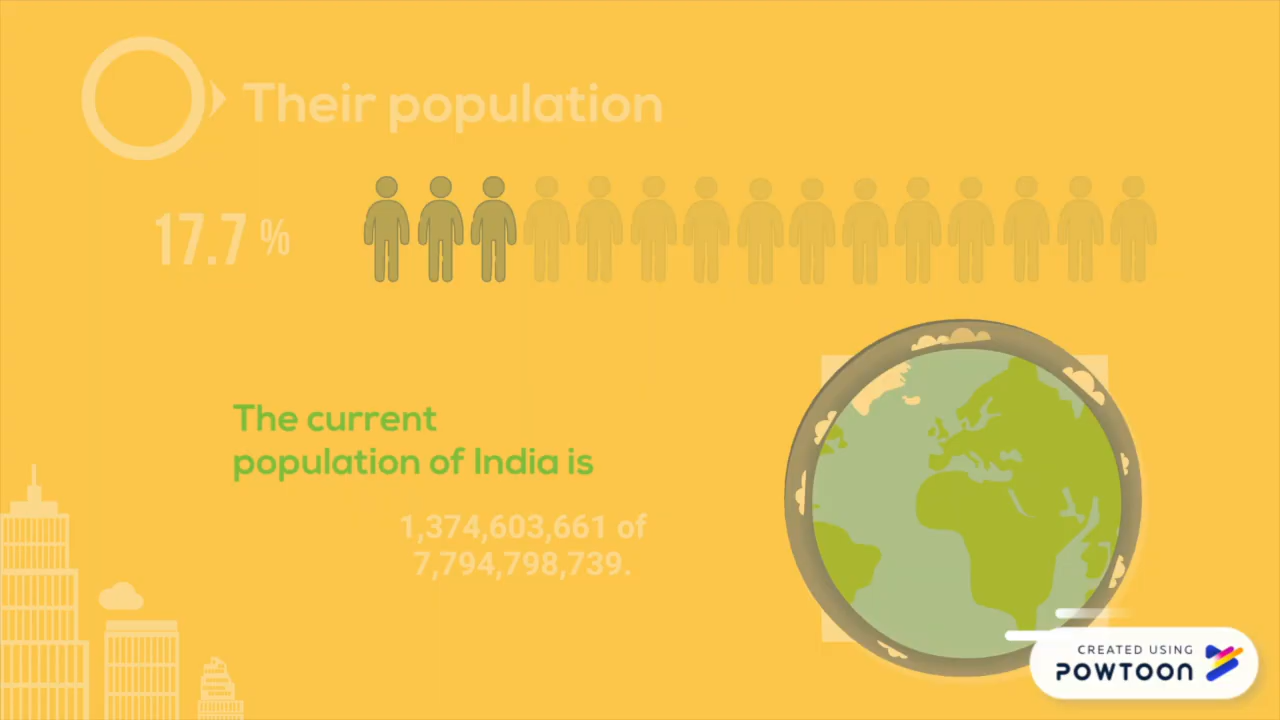 Their population
17.7 %
The current
population of India is
1,374,603,661 of
7,794,798,739.
CREATED USING
POWTOON